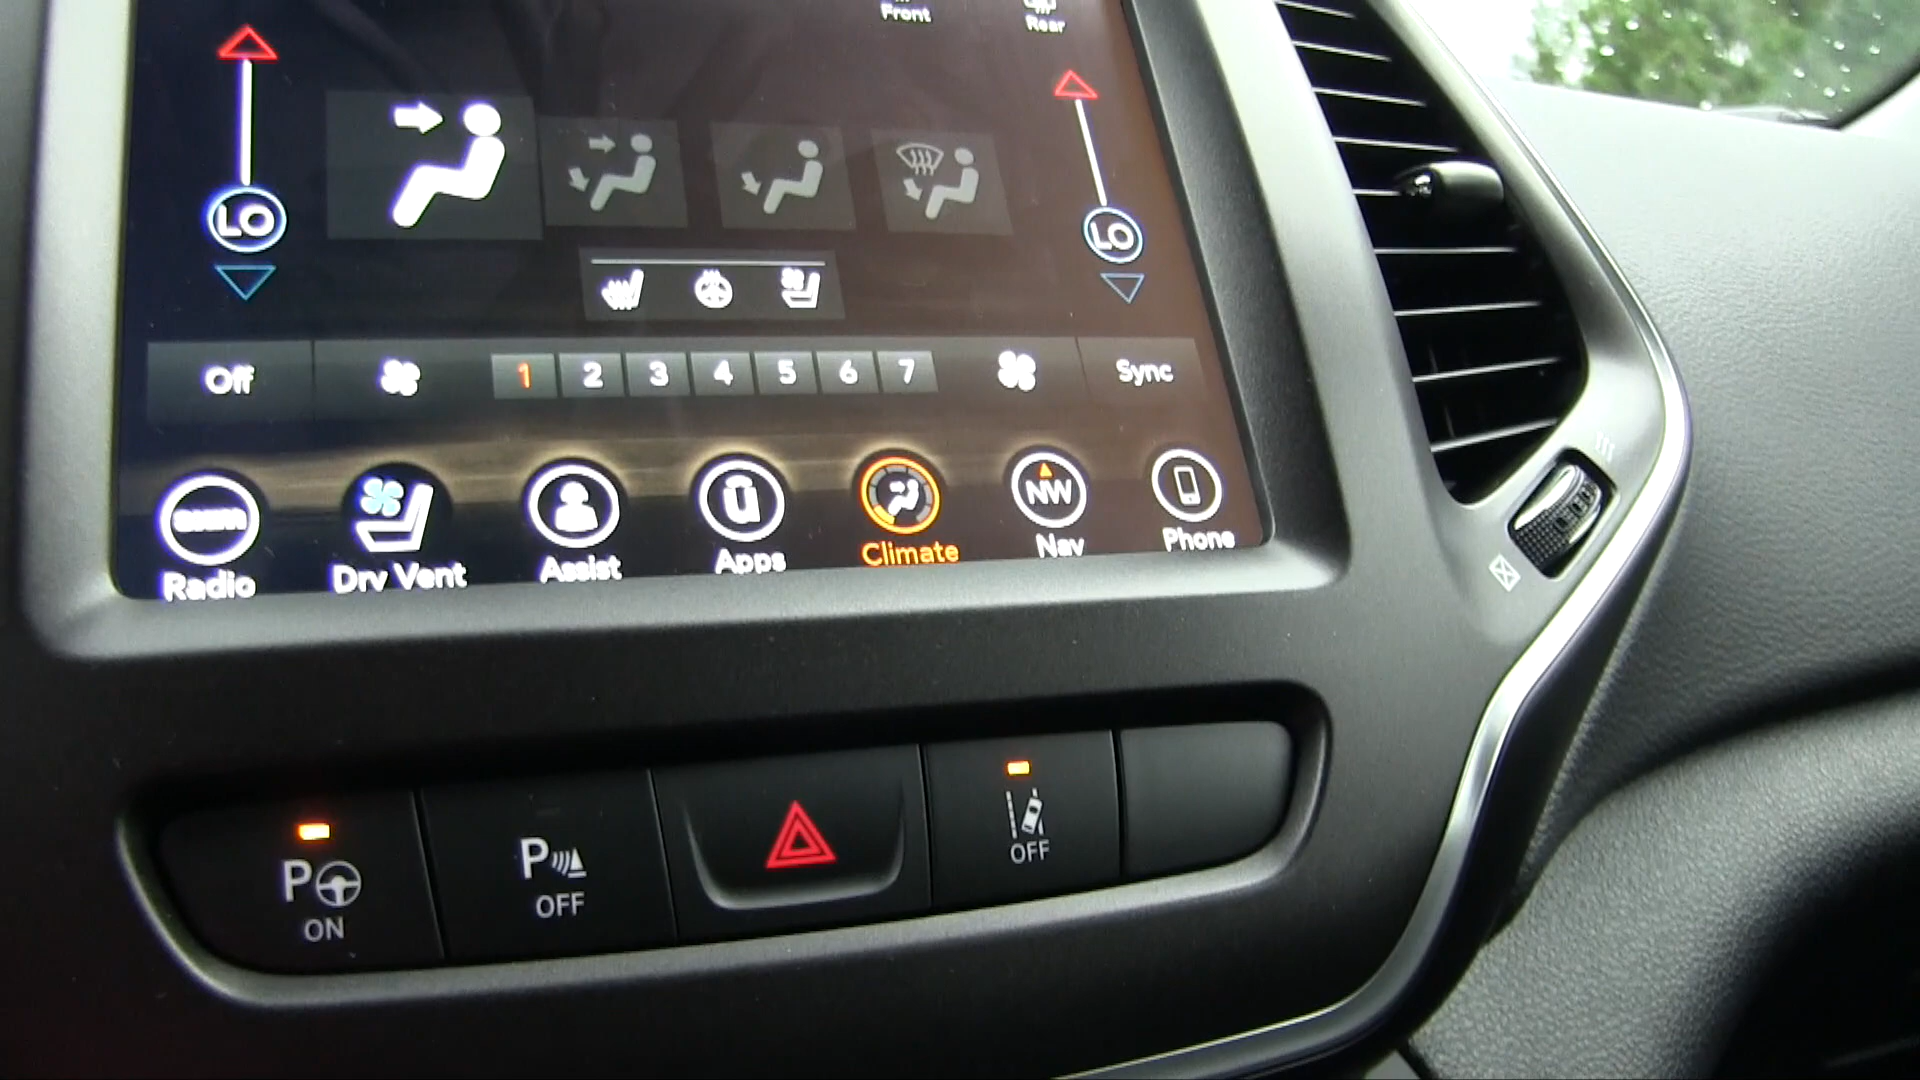 Front Rear
LO LO
Off 1 2 3 4 5 6 7 Sync
NW
Radio Drv Vent Assist Apps Climate Nav Phone
P P
ON OFF OFF